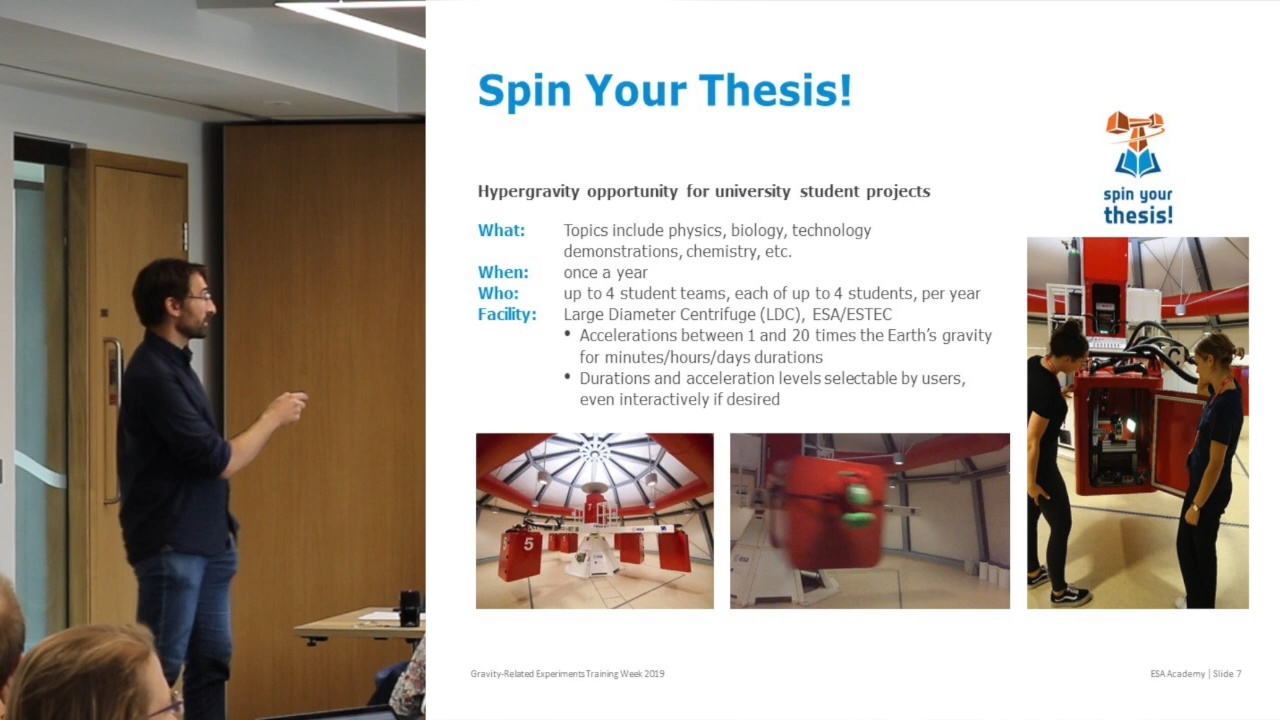 Spin Your Thesis!
spin your
thesis!
Hypergravity opportunity for university student projects
What: Topics include physics, biology, technology
demonstrations, chemistry, etc.
When: once a year
Who: up to 4 student teams, each of up to 4 students, per year
Facility: Large Diameter Centrifuge (LDC), ESA/ESTEC
• Accelerations between 1 and 20 times the Earth's gravity
for minutes/hours/days durations
• Durations and acceleration levels selectable by users,
even interactively if desired
5
Gravity-Related Experiments Training Week 2019
ESA Academy | Slide 7